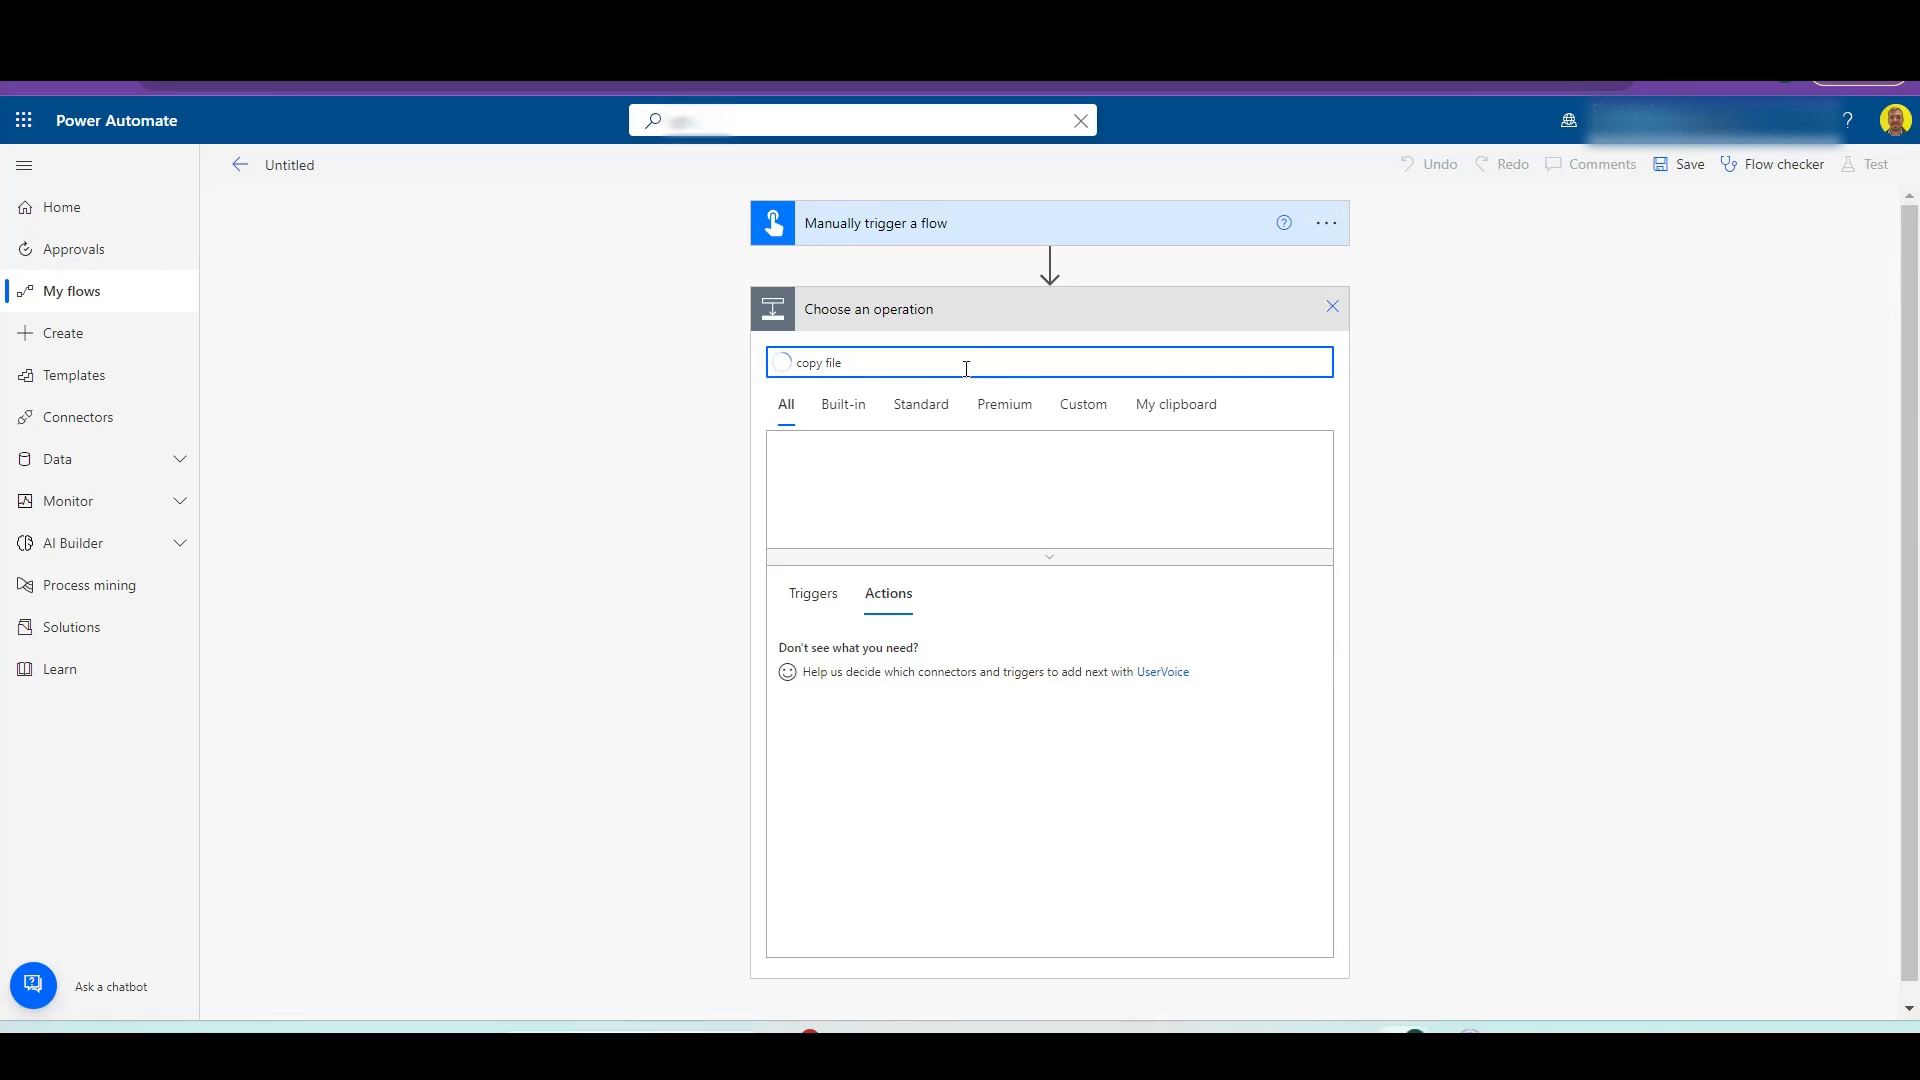 Power Automate
?
Untitled
Undo
Redo
Comments
Save
Flow checker
Test
Home
Approvals
My flows
Create
Templates
Connectors
Data
Monitor
AI Builder
Process mining
Solutions
Learn
Ask a chatbot
Manually trigger a flow
?
Choose an operation
copy file
All Built-in Standard Premium Custom My clipboard
Triggers Actions
Don't see what you need?
Help us decide which connectors and triggers to add next with UserVoice